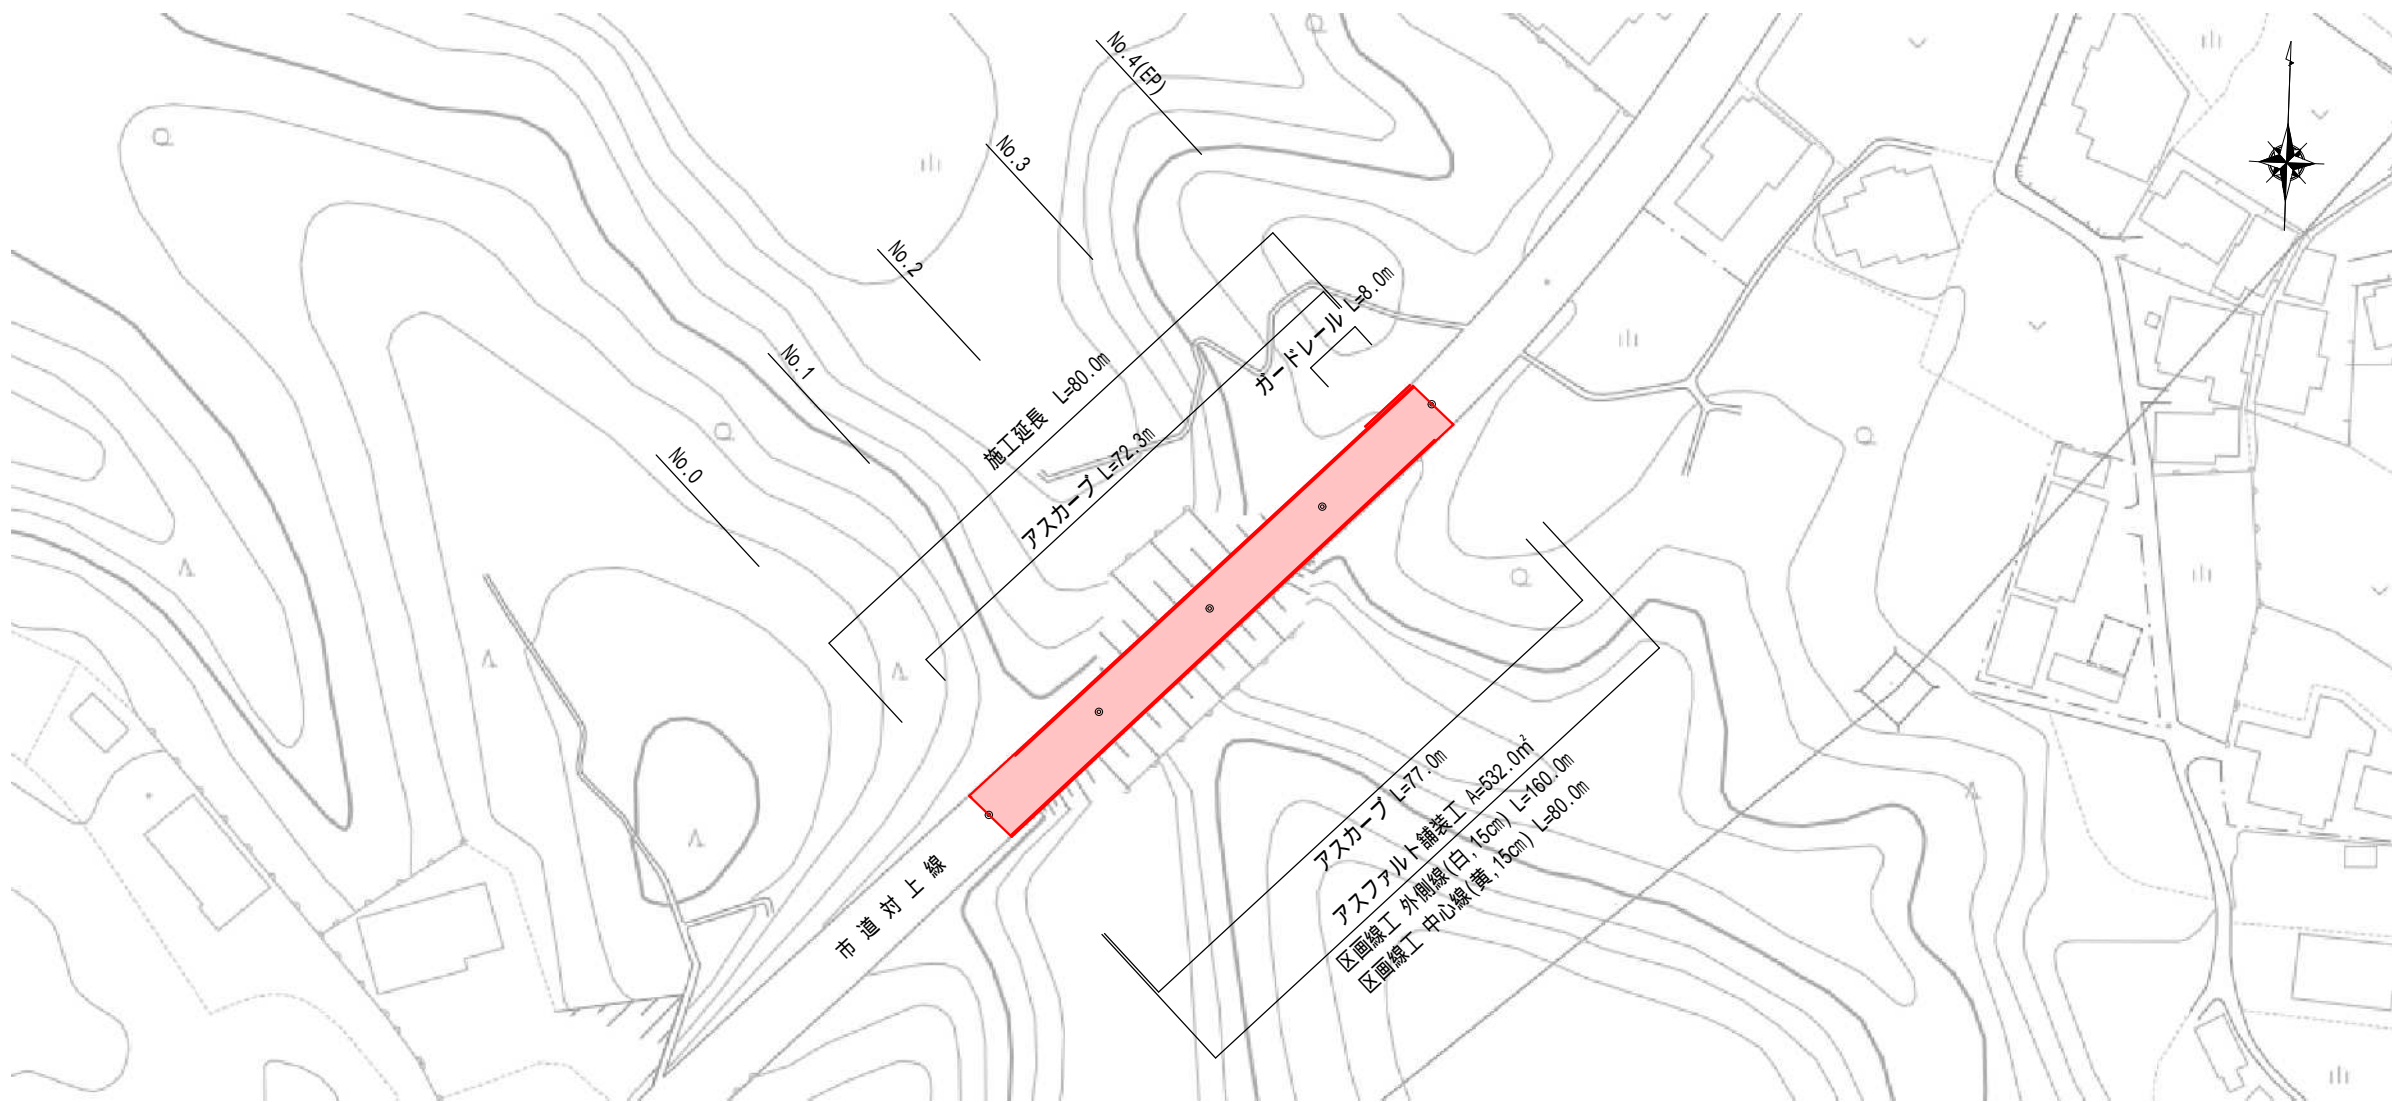 No.4(EP)
No.3
No.2
No.1
No.0
施工延長 L=80.0m
アスカーブ L=72.3m
ガードレール L=8.0m
アスカーブ L=77.0m
アスファルト舗装工 A=532.0㎡
区画線工 外側線(白,15cm) L=160.0m
区画線工 中心線(黄,15cm) L=80.0m
市道対上線